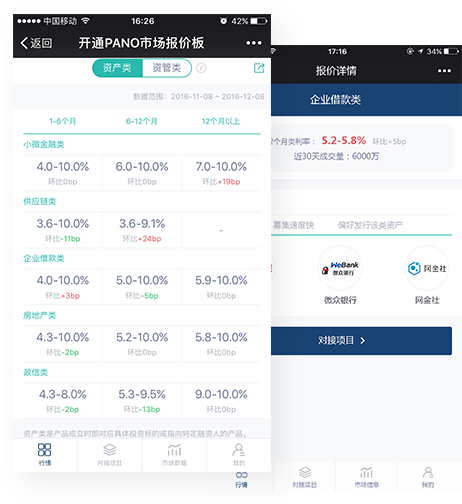 中国移动
16:26
42%
返回
开通PANO市场报价板
资产类
资管类
数据范围：2016-11-08 ~ 2016-12-08
1-6个月
6-12个月
12个月以上
小微金融类
4.0-10.0%
6.0-10.0%
7.0-10.0%
环比0bp
环比0bp
环比+19bp
供应链类
3.6-10.0%
3.6-9.1%
-
环比-11bp
环比+24bp
企业借款类
4.0-10.0%
5.0-10.0%
5.9-10.0%
环比+3bp
环比-5bp
环比0bp
房地产类
4.3-10.0%
5.2-10.0%
5.8-10.0%
环比-2bp
环比0bp
环比0bp
政信类
4.3-8.0%
5.3-9.5%
9.0-10.0%
环比-2bp
环比-13bp
环比0bp
资产类是产品成立时即对应具体投资标的或指向特定融资人的产品。
行情
对接项目
市场数据
我的
17:16
34%
报价详情
企业借款类
2个月类利率：5.2-5.8% 环比+5bp
近30天成交量：6000万
募集速度快
偏好发行该类资产
WeBank
微众银行
微众银行
网金社
网金社
对接项目
行情
对接项目
市场信息
我的